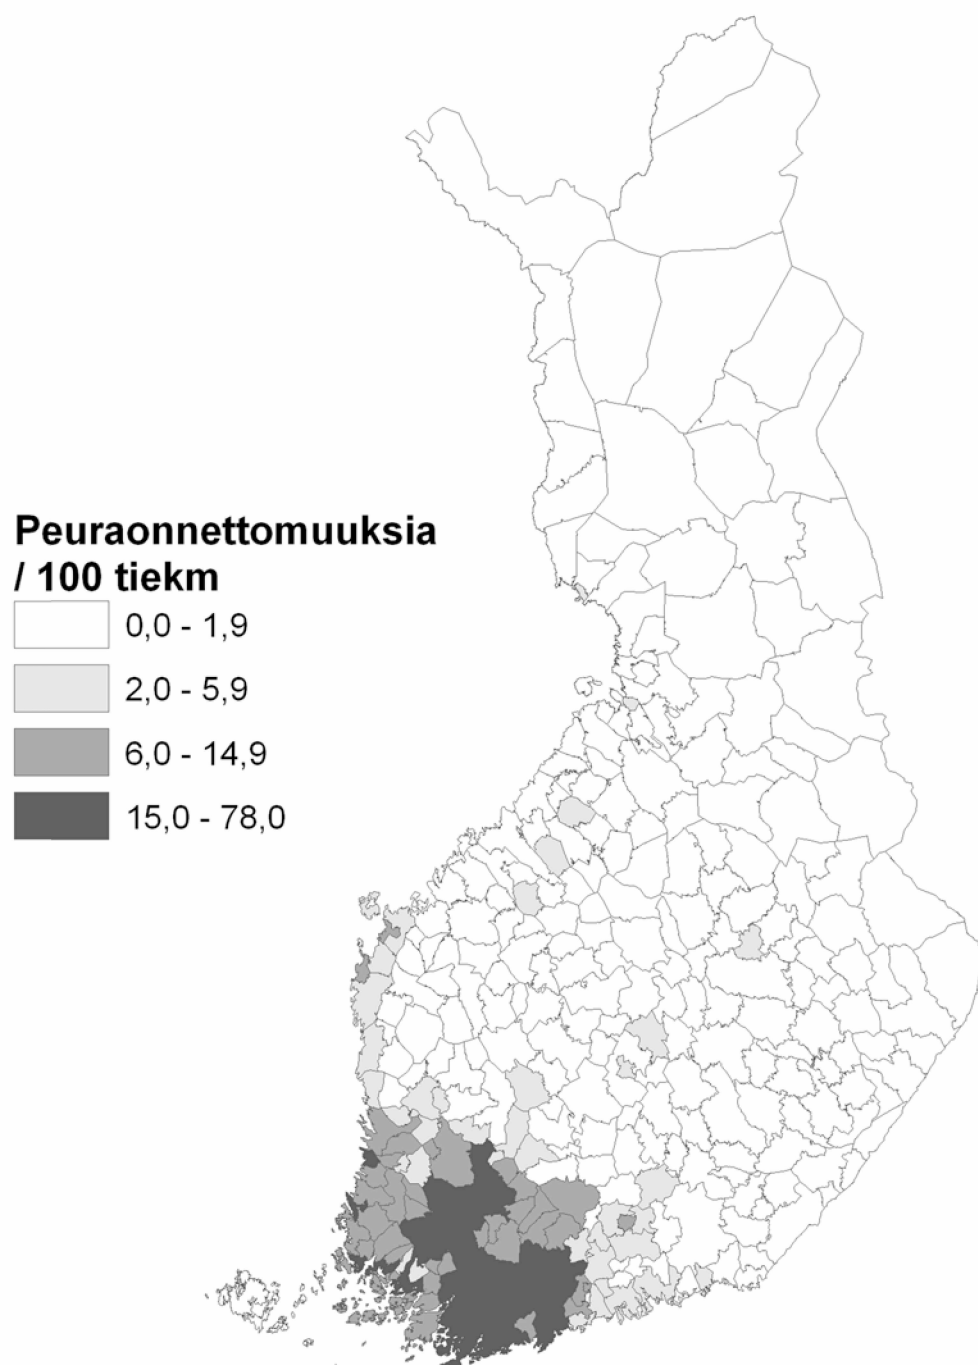 Peuraonnettomuuksia
/ 100 tiekm
0,0 - 1,9
2,0 - 5,9
6,0 - 14,9
15,0 - 78,0